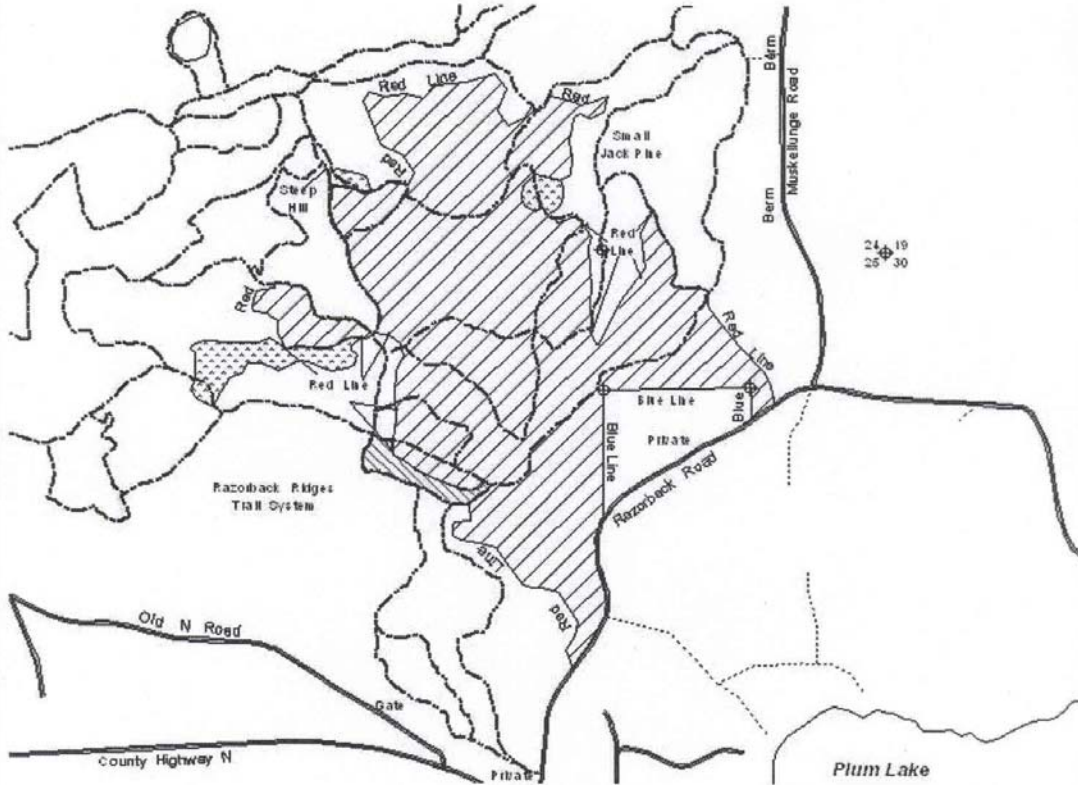 Red Line
Red
Berm
Muskellunge Road
Small
Jack Pine
Red
Steep
Hill
Berm
Red
Line
24 19
25 30
Red
Red Line
Red Line
Blue Line
Blue
Private
Blue Line
Razorback Road
Razorback Ridges
Trail System
Line
Red
Old N Road
Gate
County Highway N
Private
Plum Lake